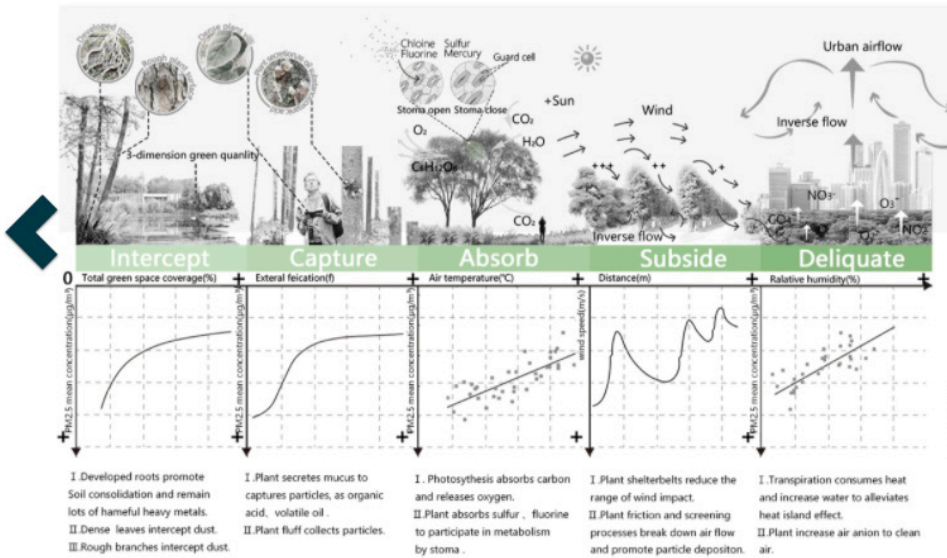 Developed roots
Rough plant surface
Dense plant
Chloine
Fluorine
Sulfur
Mercury
Guard cell
Stoma open
Stoma close
+Sun
Wind
Urban airflow
Inverse flow
O₂
CO₂
H₂O
C₆H₁₂O₆
3-dimension green quanlity
+++
++
+
+
NO₃⁻
O₃⁺
CO₂
Inverse flow
NO₂
Intercept
Capture
Absorb
Subside
Deliquate
0
Total green space coverage(%)
+
Exteral feication(f)
+
Air temperature(℃)
+
Distance(m)
+
Ralative humidity(%)
+
PM2.5 mean concentration(μg/m³)
+
PM2.5 mean concentration(μg/m³)
+
PM2.5 mean concentration(μg/m³)
+
wind speed(m/s)
+
PM2.5 mean concentration(μg/m³)
+
Ⅰ.Developed roots promote
Soil consolidation and remain
lots of hameful heavy metals.
Ⅱ.Dense leaves intercept dust.
Ⅲ.Rough branches intercept dust.
Ⅰ.Plant secretes mucus to
captures particles, as organic
acid、volatile oil .
Ⅱ.Plant fluff collects particles.
Ⅰ. Photosythesis absorbs carbon
and releases oxygen.
Ⅱ.Plant absorbs sulfur 、fluorine
to participate in metabolism
by stoma .
Ⅰ.Plant shelterbelts reduce the
range of wind impact.
Ⅱ.Plant friction and screening
processes break down air flow
and promote particle depositon.
Ⅰ.Transpiration consumes heat
and increase water to alleviates
heat island effect.
Ⅱ.Plant increase air anion to clean
air.